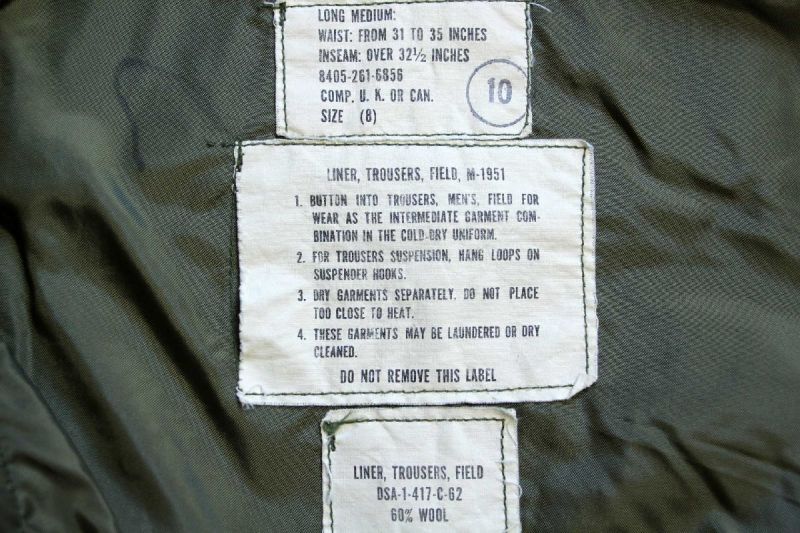 LONG MEDIUM:
WAIST: FROM 31 TO 35 INCHES
INSEAM: OVER 32½ INCHES
8405-261-6856
COMP. U. K. OR CAN.
SIZE (8)
10
LINER, TROUSERS, FIELD, M-1951
1. BUTTON INTO TROUSERS, MEN'S, FIELD FOR
WEAR AS THE INTERMEDIATE GARMENT COM-
BINATION IN THE COLD-DRY UNIFORM.
2. FOR TROUSERS SUSPENSION, HANG LOOPS ON
SUSPENDER HOOKS.
3. DRY GARMENTS SEPARATELY. DO NOT PLACE
TOO CLOSE TO HEAT.
4. THESE GARMENTS MAY BE LAUNDERED OR DRY
CLEANED.
DO NOT REMOVE THIS LABEL
LINER, TROUSERS, FIELD
DSA-1-417-C-62
60% WOOL